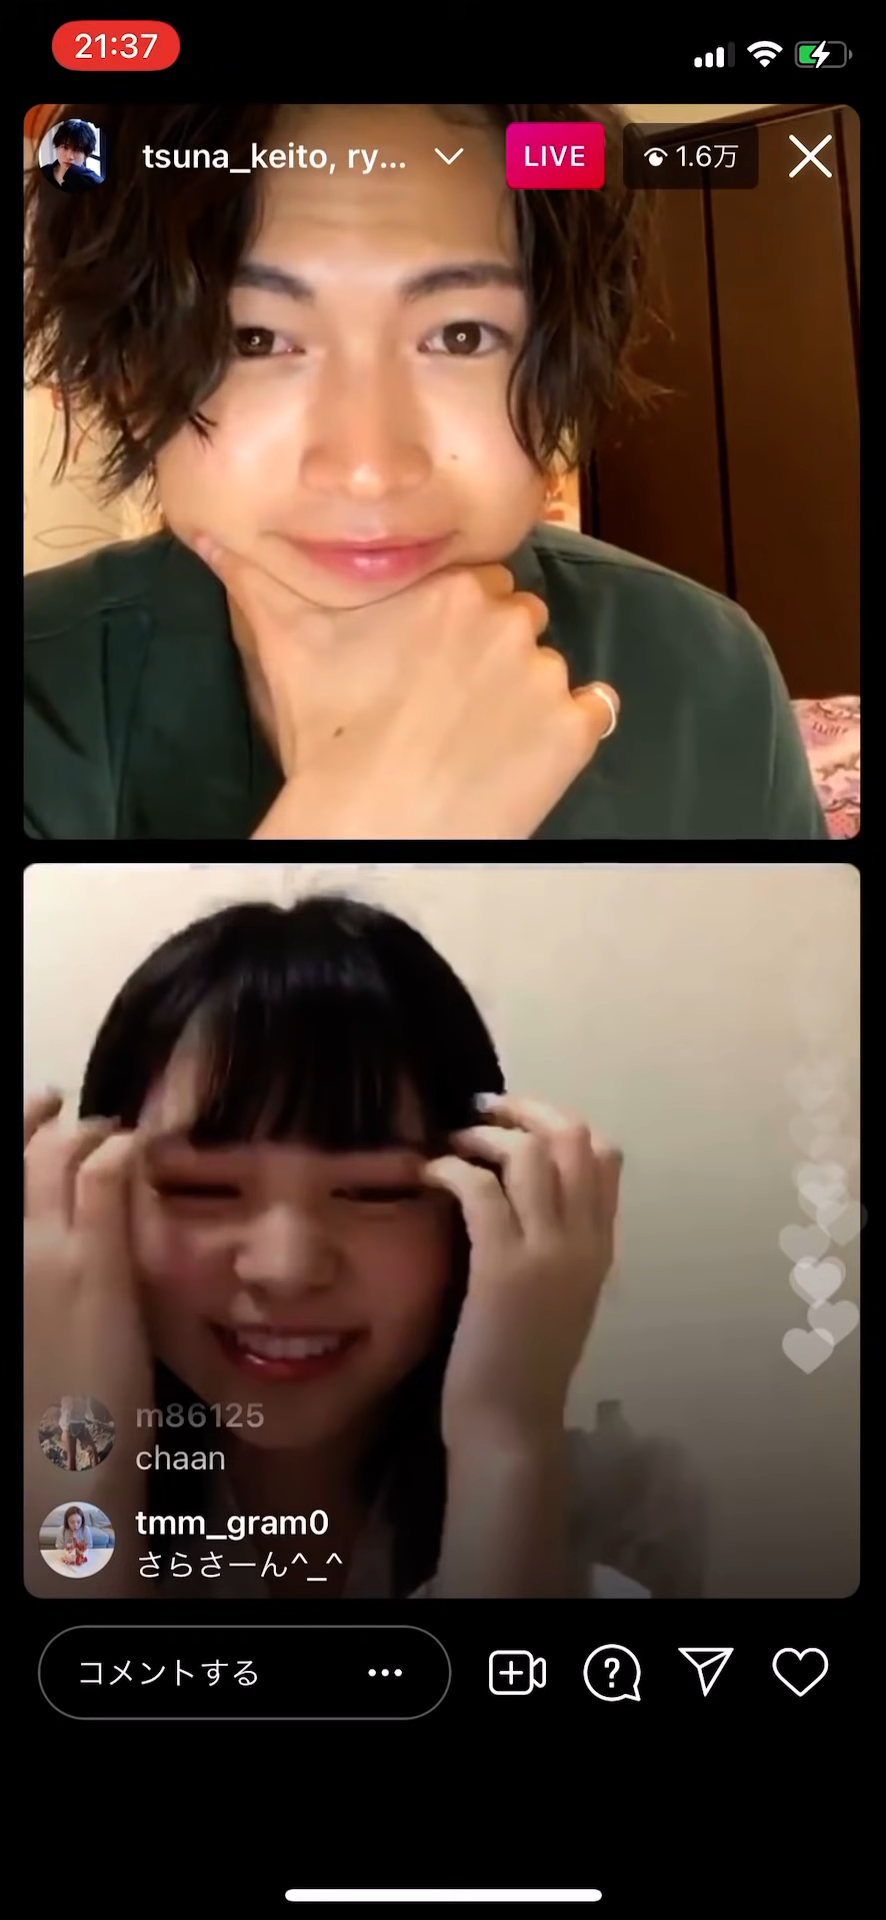 21:37
tsuna_keito, ry... LIVE 1.6万
m86125
chaan
tmm_gram0
さらさーん^_^
コメントする